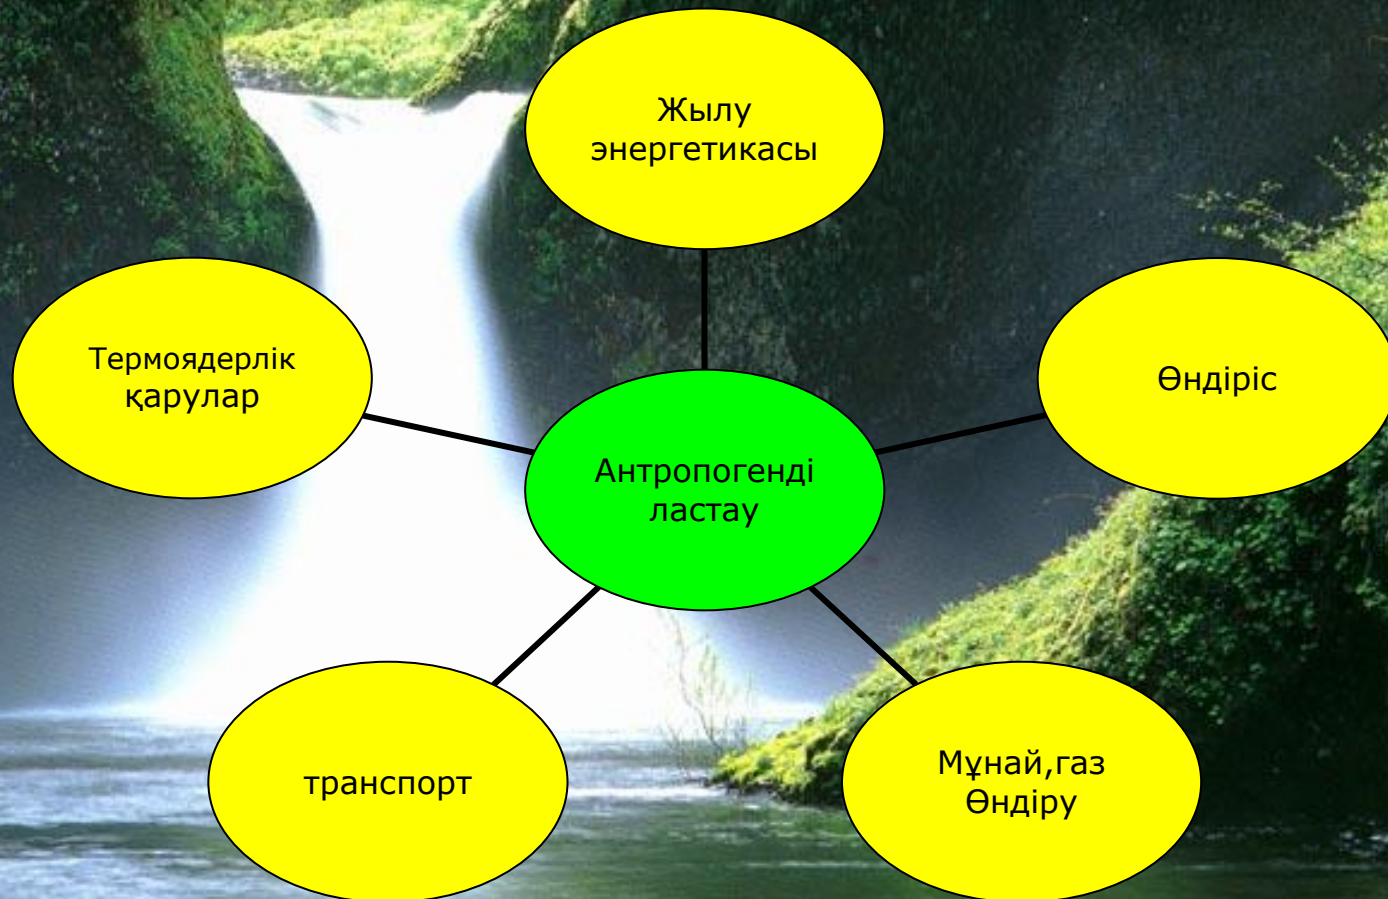 Жылу
энергетикасы
Термоядерлік
қарулар
Өндіріс
Антропогенді
ластау
транспорт
Мұнай,газ
Өндіру